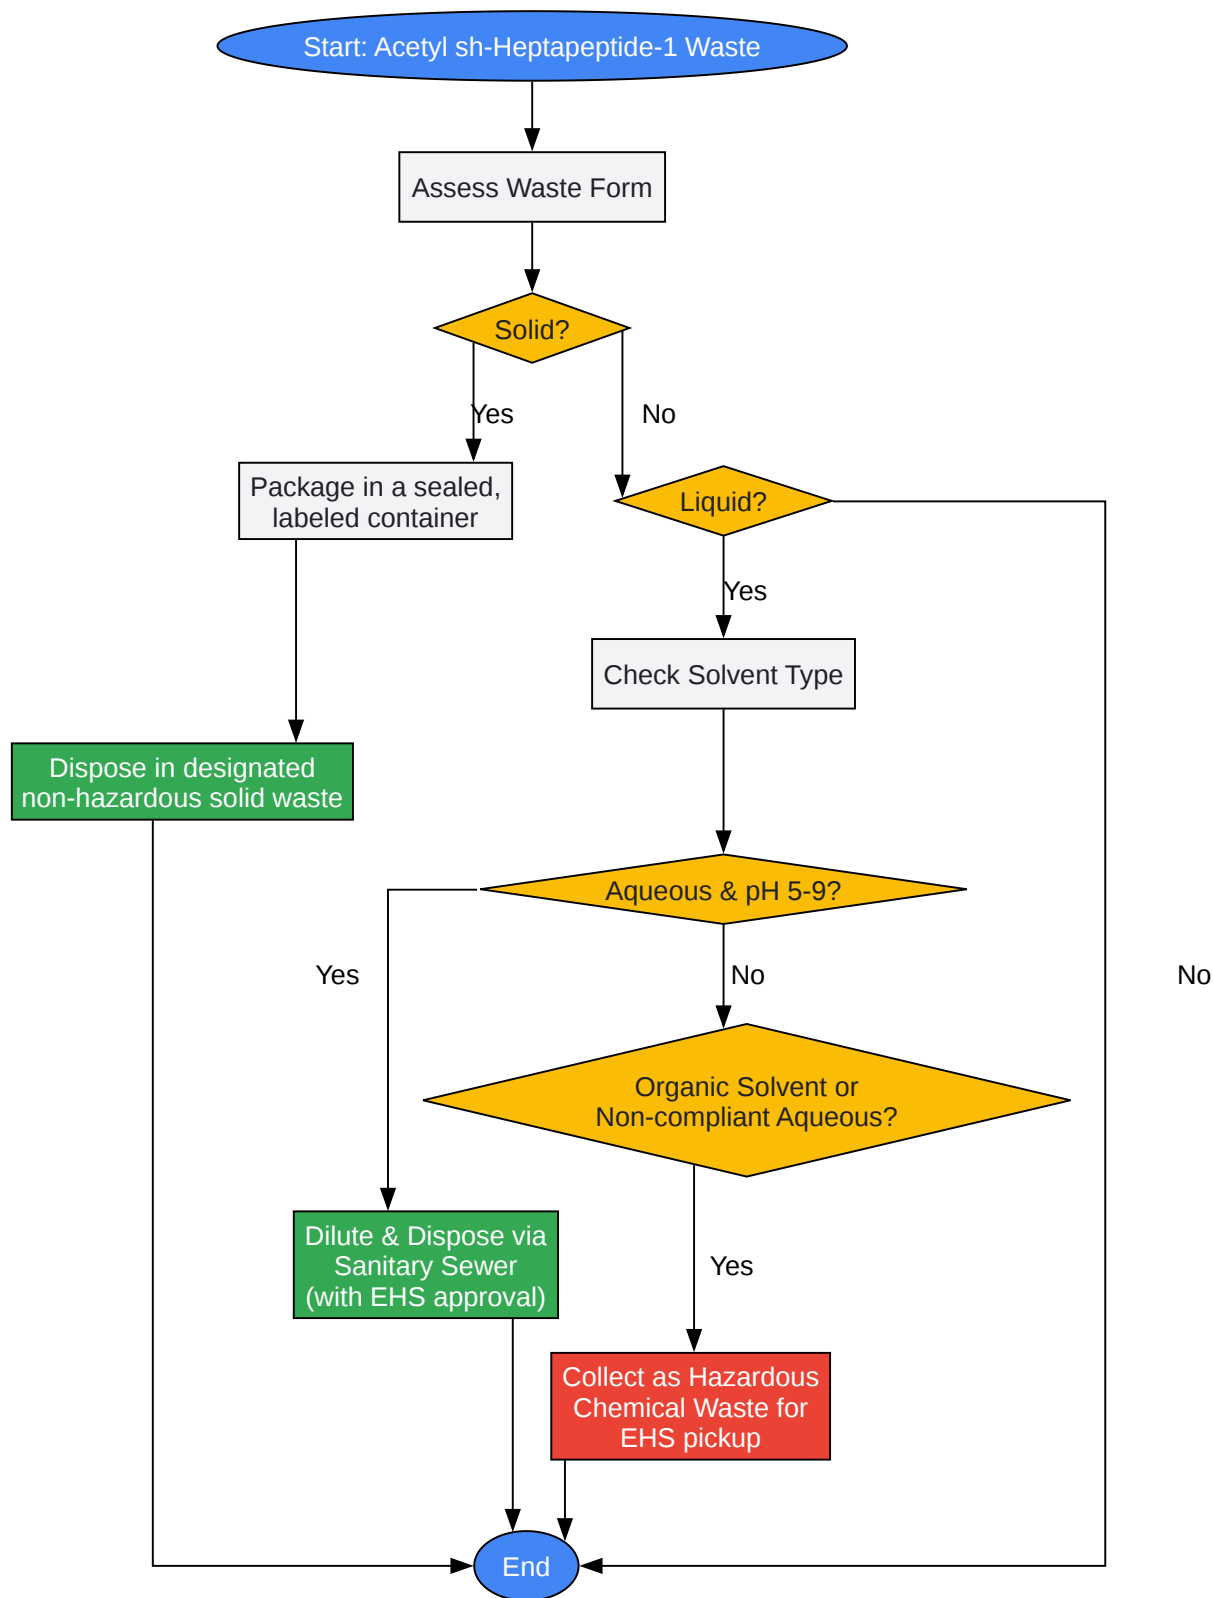 Start: Acetyl sh-Heptapeptide-1 Waste
Assess Waste Form
Solid?
Yes
No
Package in a sealed,
labeled container
Liquid?
Yes
Check Solvent Type
Dispose in designated
non-hazardous solid waste
Aqueous & pH 5-9?
Yes
No
No
Organic Solvent or
Non-compliant Aqueous?
Dilute & Dispose via
Sanitary Sewer
(with EHS approval)
Yes
Collect as Hazardous
Chemical Waste for
EHS pickup
End